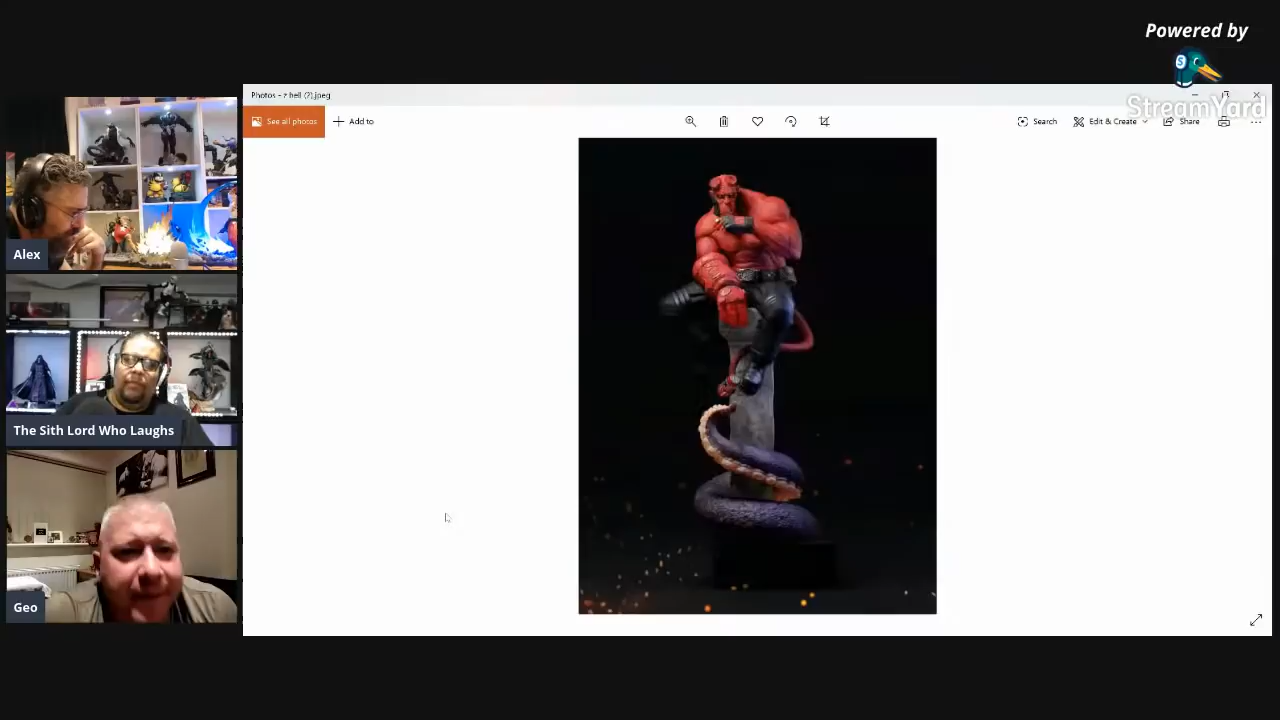 Powered by
S
StreamYard
Photos - z hell (2).jpeg
See all photos
Add to
Search
Edit & Create
Share
Alex
The Sith Lord Who Laughs
Geo